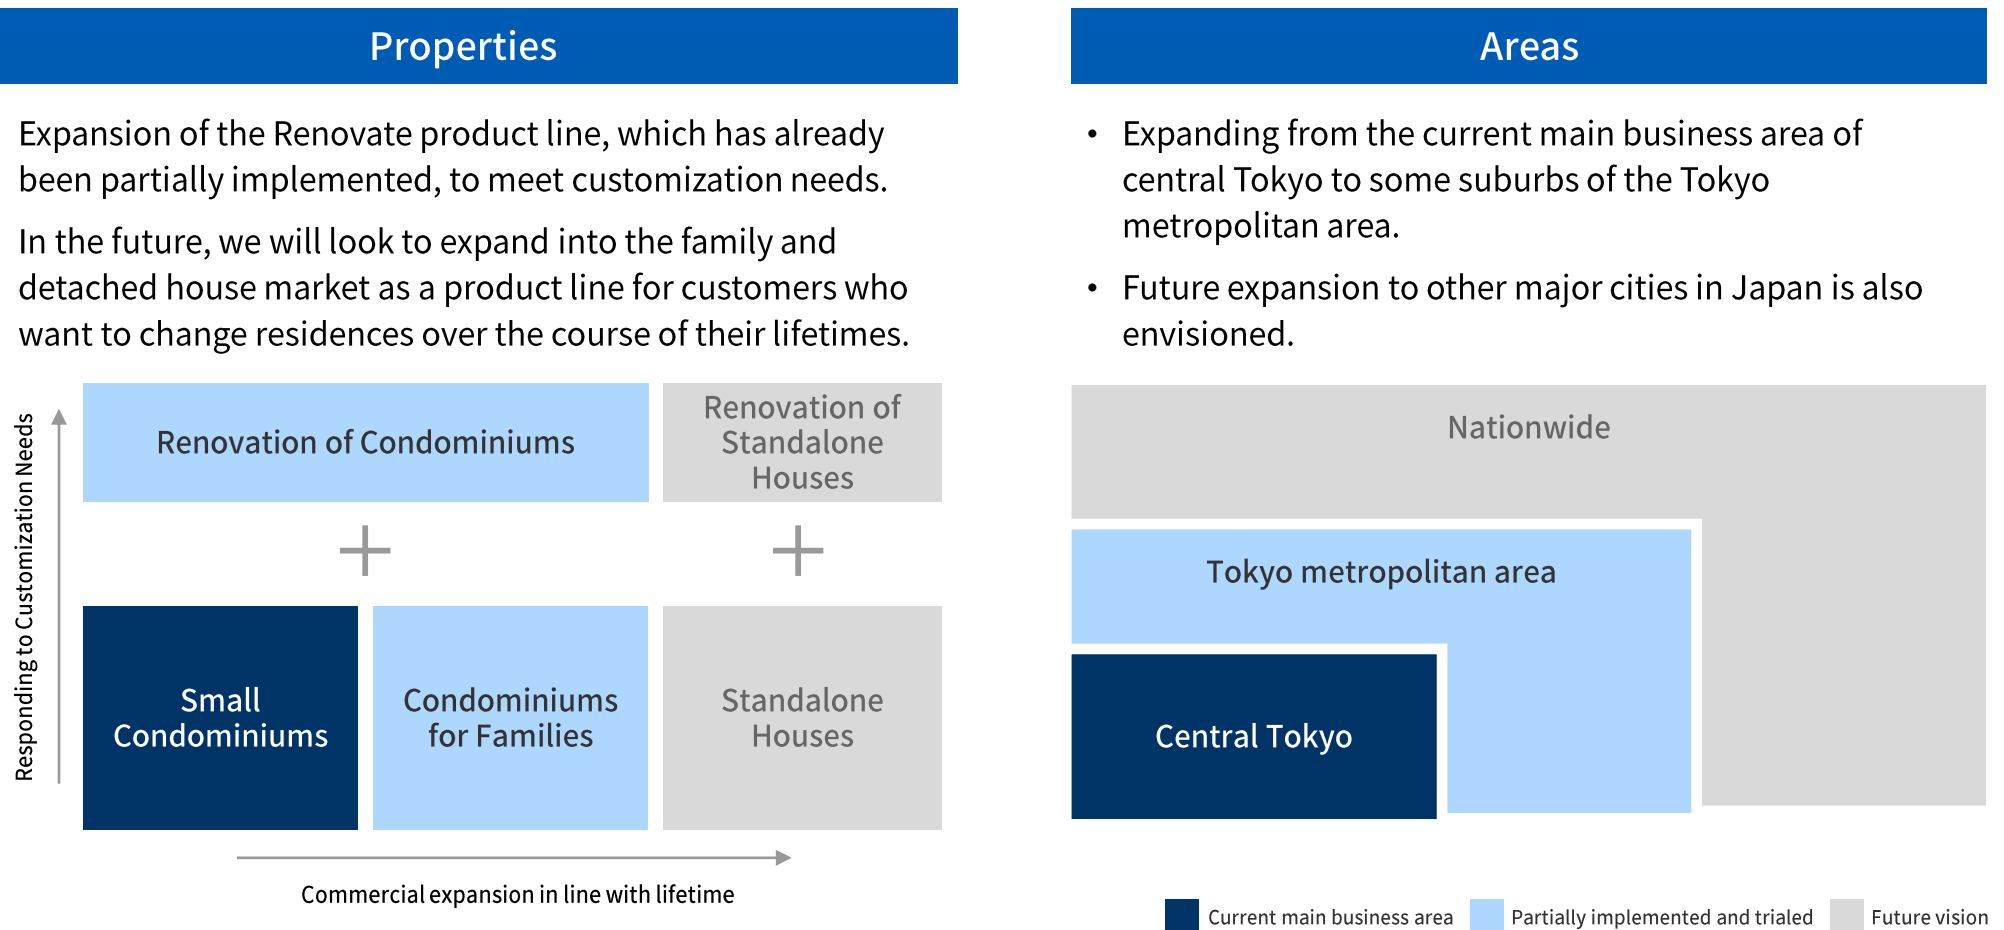 Properties
Expansion of the Renovate product line, which has already
been partially implemented, to meet customization needs.
In the future, we will look to expand into the family and
detached house market as a product line for customers who
want to change residences over the course of their lifetimes.
Responding to Customization Needs
Renovation of Condominiums
Renovation of
Standalone
Houses
+
+
Small
Condominiums
Condominiums
for Families
Standalone
Houses
Commercial expansion in line with lifetime
Areas
• Expanding from the current main business area of
central Tokyo to some suburbs of the Tokyo
metropolitan area.
• Future expansion to other major cities in Japan is also
envisioned.
Nationwide
Tokyo metropolitan area
Central Tokyo
Current main business area
Partially implemented and trialed
Future vision